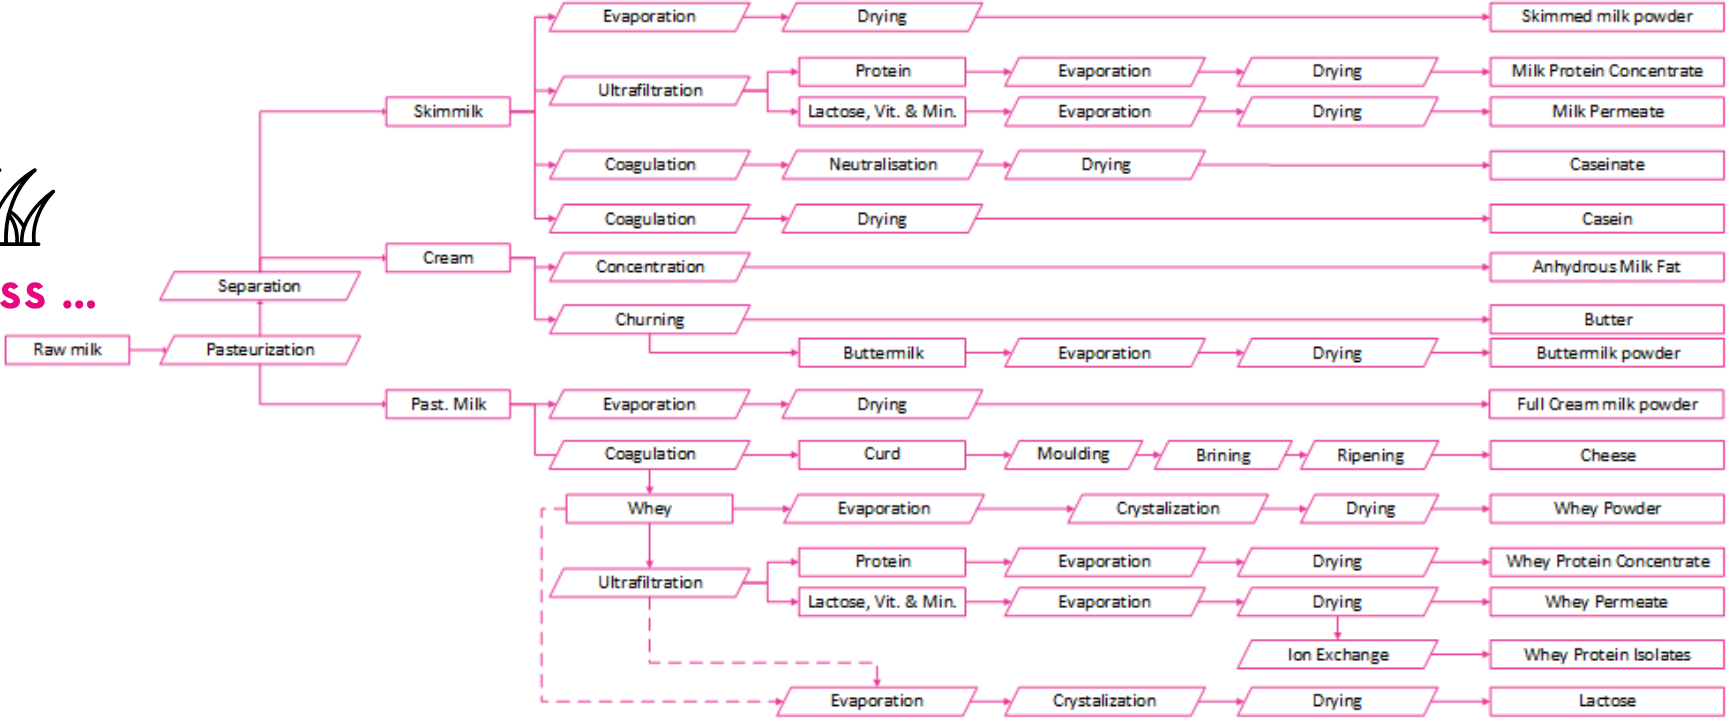 Evaporation
Drying
Skimmed milk powder
Ultrafiltration
Protein
Evaporation
Drying
Milk Protein Concentrate
Skimmilk
Lactose, Vit. & Min.
Evaporation
Drying
Milk Permeate
Coagulation
Neutralisation
Drying
Caseinate
Coagulation
Drying
Casein
Cream
Concentration
Anhydrous Milk Fat
Separation
ss ...
Churning
Butter
Raw milk
Pasteurization
Buttermilk
Evaporation
Drying
Buttermilk powder
Past. Milk
Evaporation
Drying
Full Cream milk powder
Coagulation
Curd
Moulding
Brining
Ripening
Cheese
Whey
Evaporation
Crystalization
Drying
Whey Powder
Ultrafiltration
Protein
Evaporation
Drying
Whey Protein Concentrate
Lactose, Vit. & Min.
Evaporation
Drying
Whey Permeate
Ion Exchange
Whey Protein Isolates
Evaporation
Crystalization
Drying
Lactose